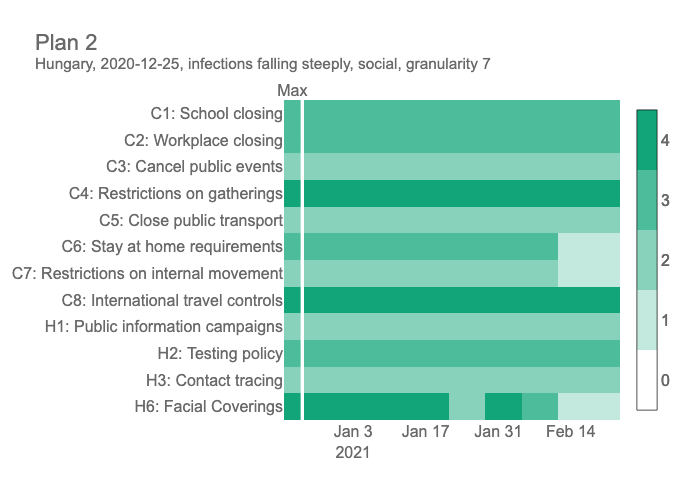 Plan 2
Hungary, 2020-12-25, infections falling steeply, social, granularity 7
Max
C1: School closing
C2: Workplace closing
C3: Cancel public events
C4: Restrictions on gatherings
C5: Close public transport
C6: Stay at home requirements
C7: Restrictions on internal movement
C8: International travel controls
H1: Public information campaigns
H2: Testing policy
H3: Contact tracing
H6: Facial Coverings
Jan 3 Jan 17 Jan 31 Feb 14
2021
4
3
2
1
0